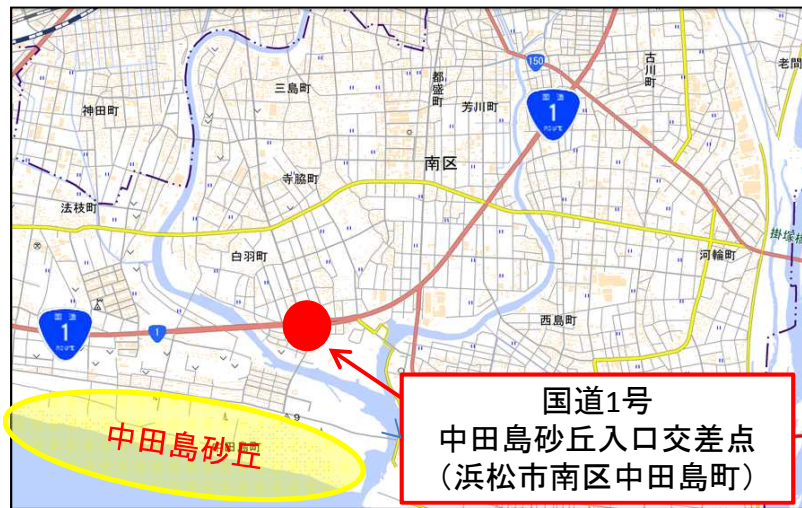 150
古川町
老間
都盛町
三島町
神田町
芳川町
国道
1
ROUTE
南区
寺脇町
法枝町
掛塚橋
白羽町
河輪町
国道
1
ROUTE
1
西島町
9
中田島砂丘
国道1号
中田島砂丘入口交差点
（浜松市南区中田島町）